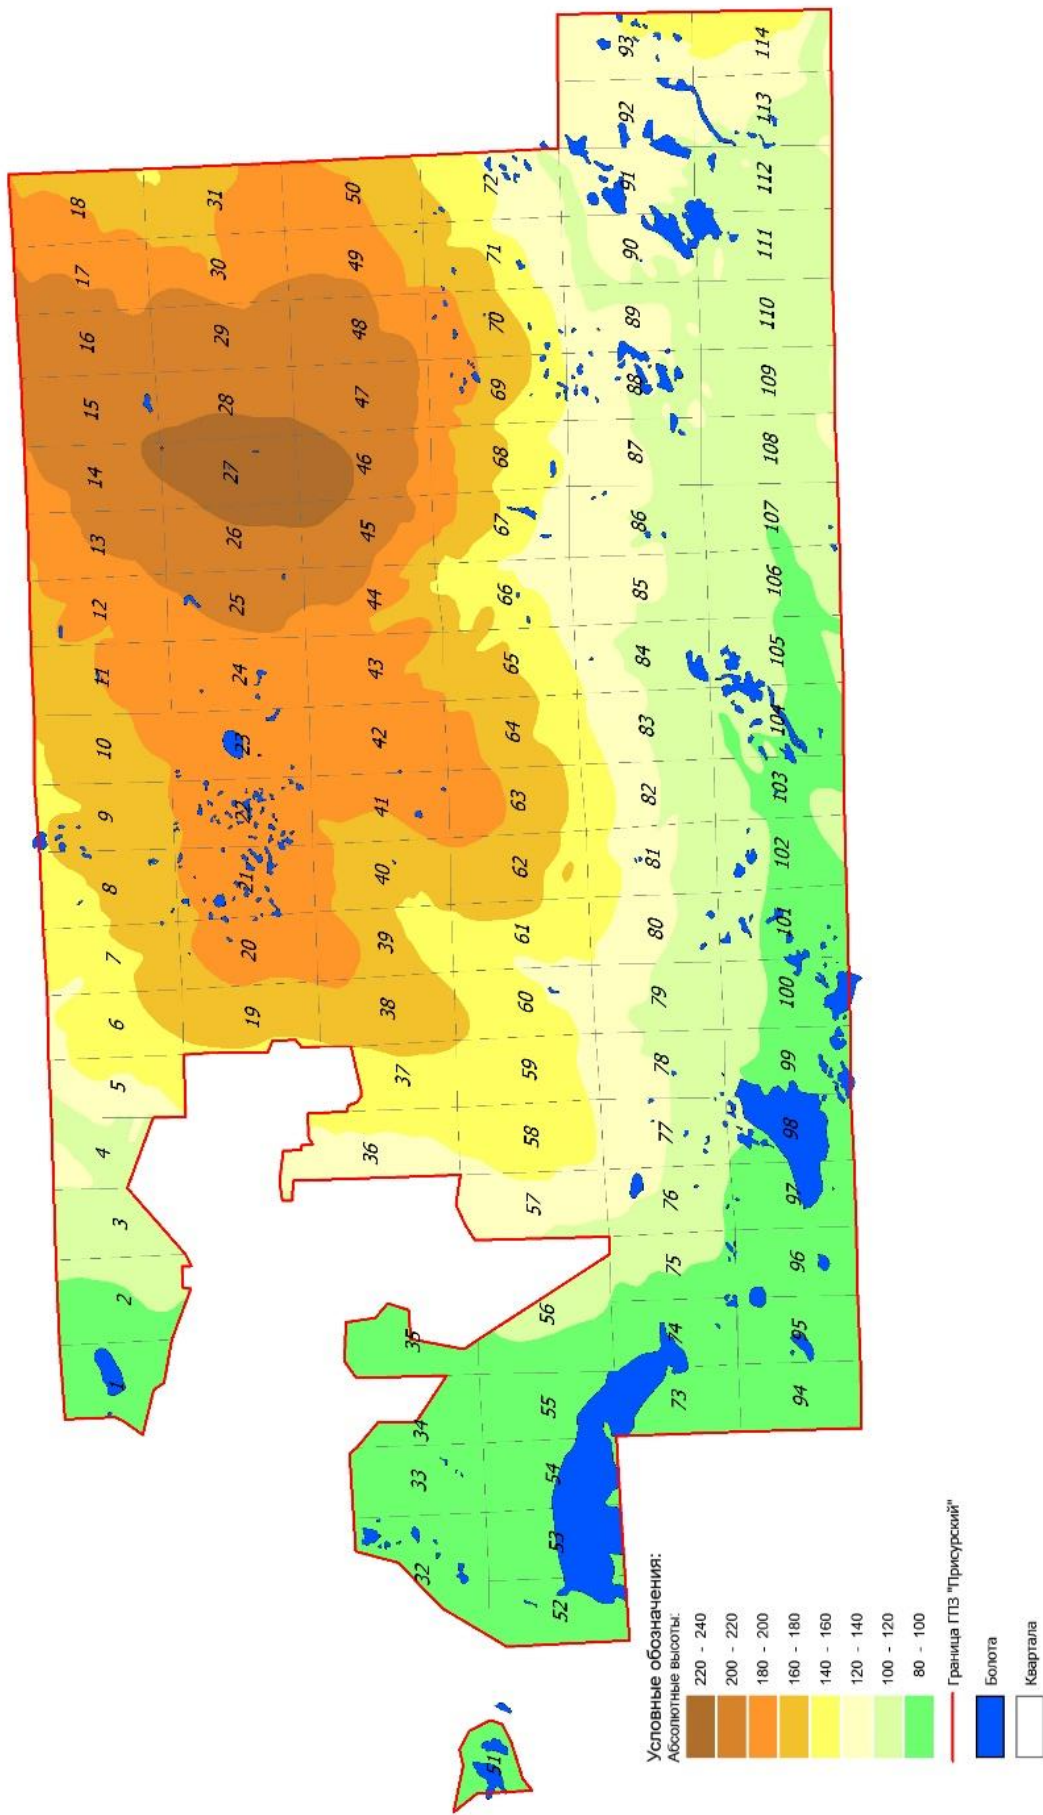 1 2 3 4 5 6 7 8 9 10 11 12 13 14 15 16 17 18
19 20 21 22 23 24 25 26 27 28 29 30 31
32 33 34 35 36 37 38 39 40 41 42 43 44 45 46 47 48 49 50
51 52 53 54 55 56 57 58 59 60 61 62 63 64 65 66 67 68 69 70 71 72
73 74 75 76 77 78 79 80 81 82 83 84 85 86 87 88 89 90 91 92 93
94 95 96 97 98 99 100 101 102 103 104 105 106 107 108 109 110 111 112 113 114
Условные обозначения:
Абсолютные высоты:
220 - 240
200 - 220
180 - 200
160 - 180
140 - 160
120 - 140
100 - 120
80 - 100
Граница ГПЗ "Присурский"
Болота
Квартала